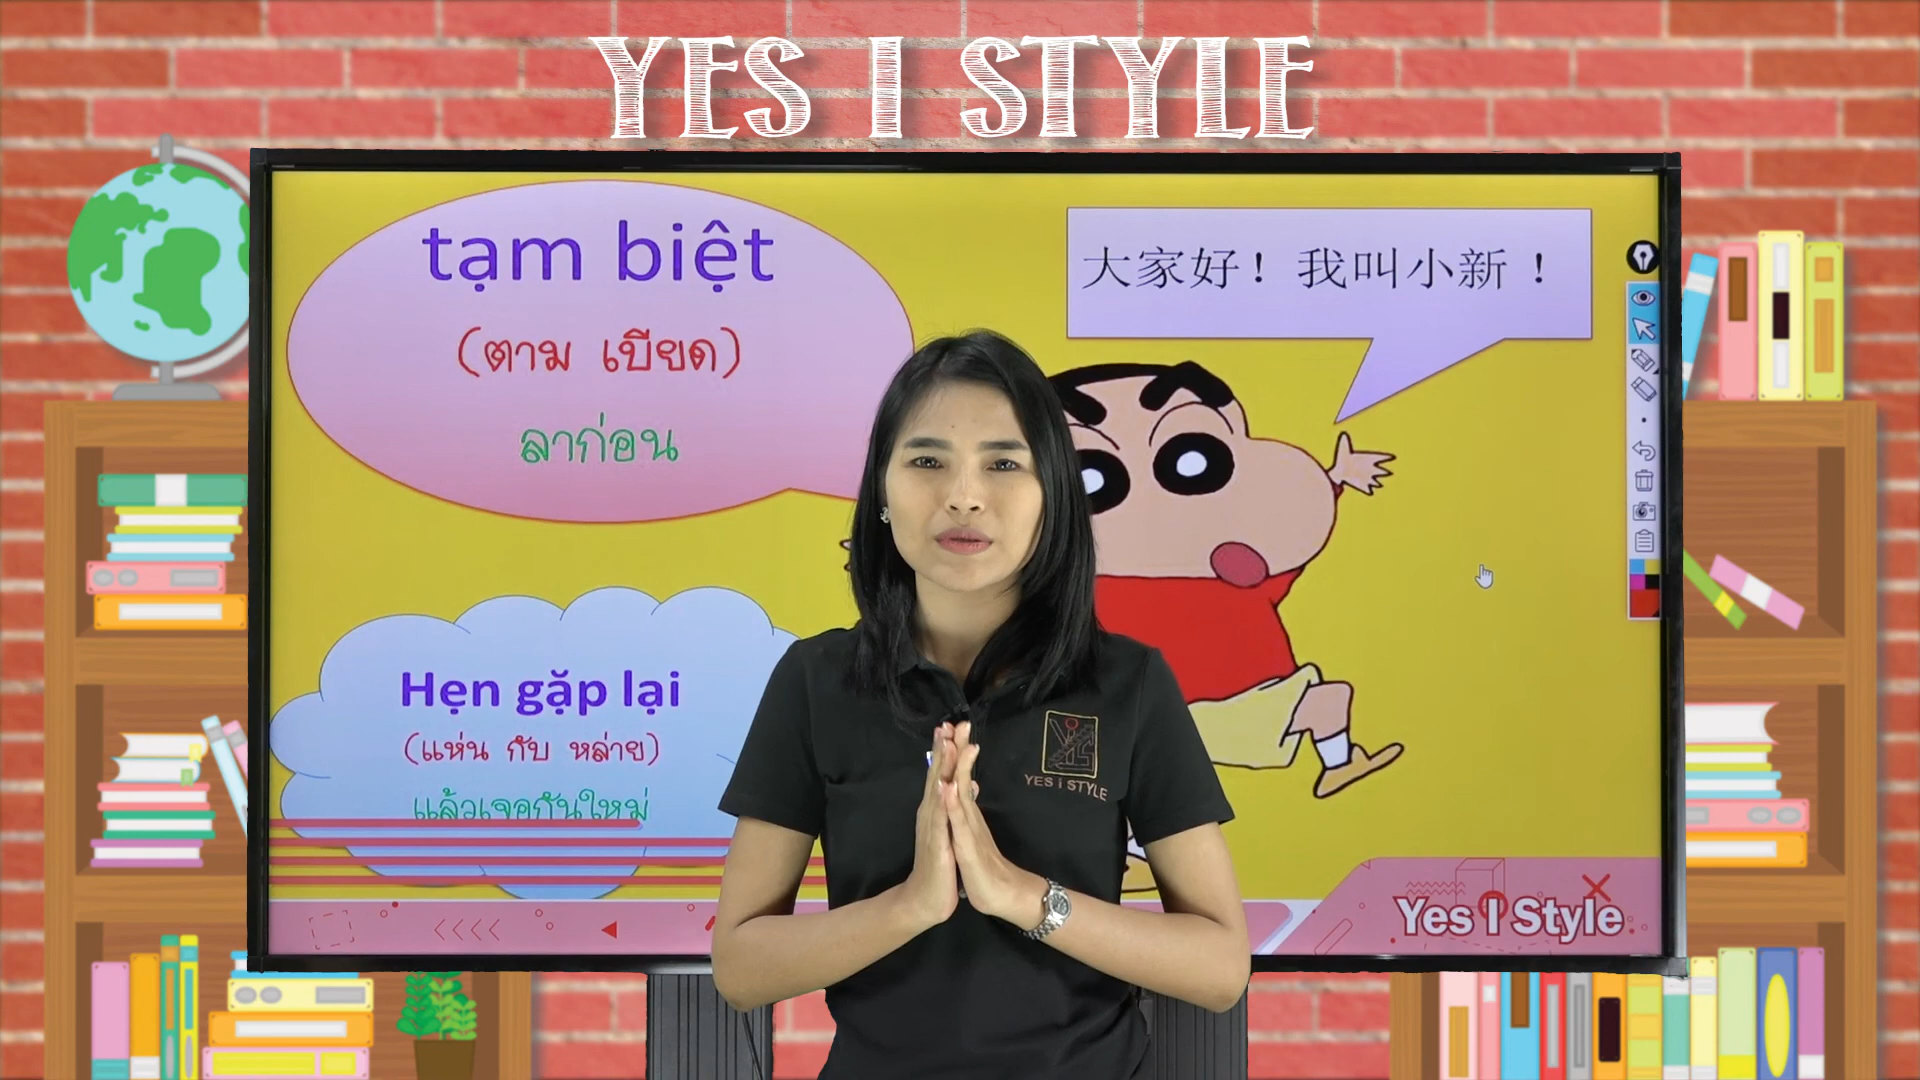 YES I STYLE
tạm biệt
(ตาม เบียด)
ลาก่อน
大家好！我叫小新！
Hẹn gặp lại
(แห่น กับ หล่าย)
แล้วเจอกันใหม่
YES i STYLE
Yes I Style